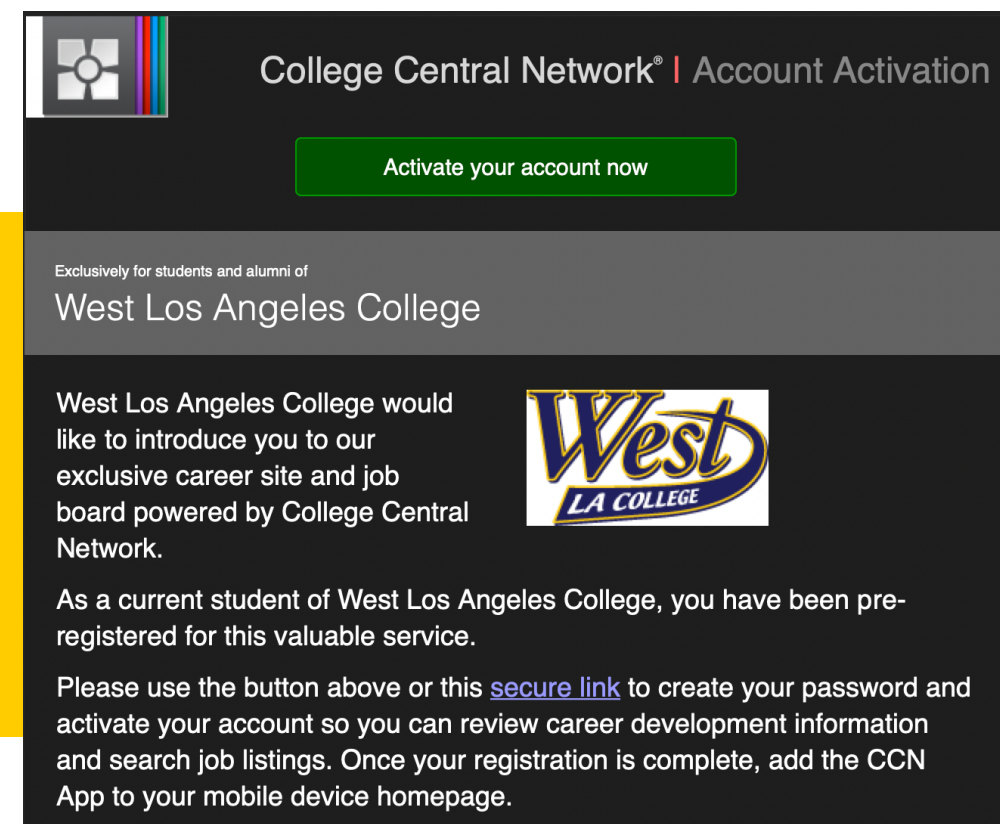 College Central Network® | Account Activation
Activate your account now
Exclusively for students and alumni of
West Los Angeles College
West Los Angeles College would
like to introduce you to our
exclusive career site and job
board powered by College Central
Network.
West
LA COLLEGE
As a current student of West Los Angeles College, you have been pre-
registered for this valuable service.
Please use the button above or this secure link to create your password and
activate your account so you can review career development information
and search job listings. Once your registration is complete, add the CCN
App to your mobile device homepage.